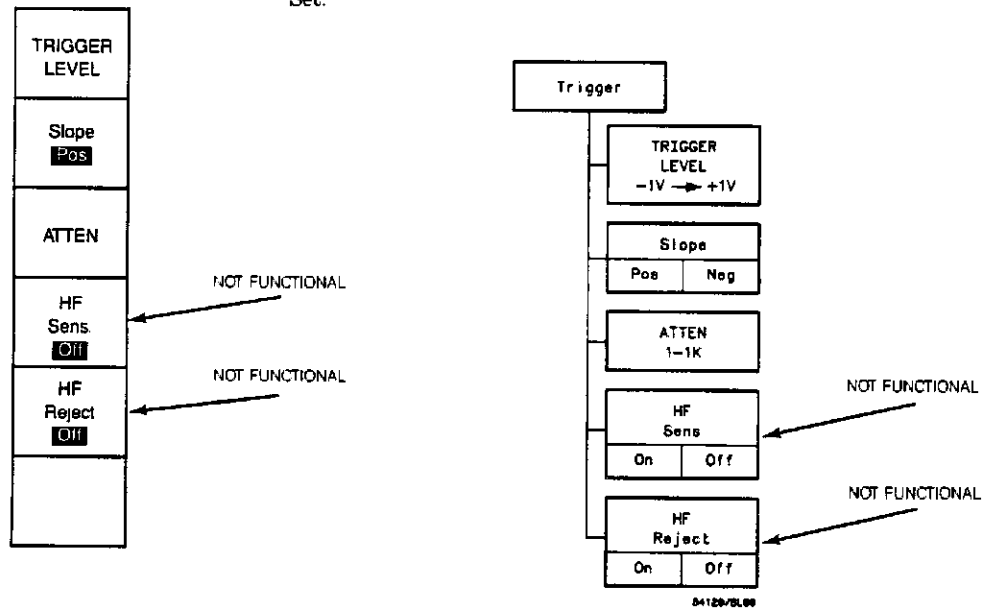 Set.
TRIGGER
LEVEL
Slope
Pos
ATTEN
HF
Sens.
Off
HF
Reject
Off
NOT FUNCTIONAL
NOT FUNCTIONAL
Trigger
TRIGGER
LEVEL
-1V → +1V
Slope
Pos Neg
ATTEN
1-1K
HF
Sens
On Off
HF
Reject
On Off
NOT FUNCTIONAL
NOT FUNCTIONAL